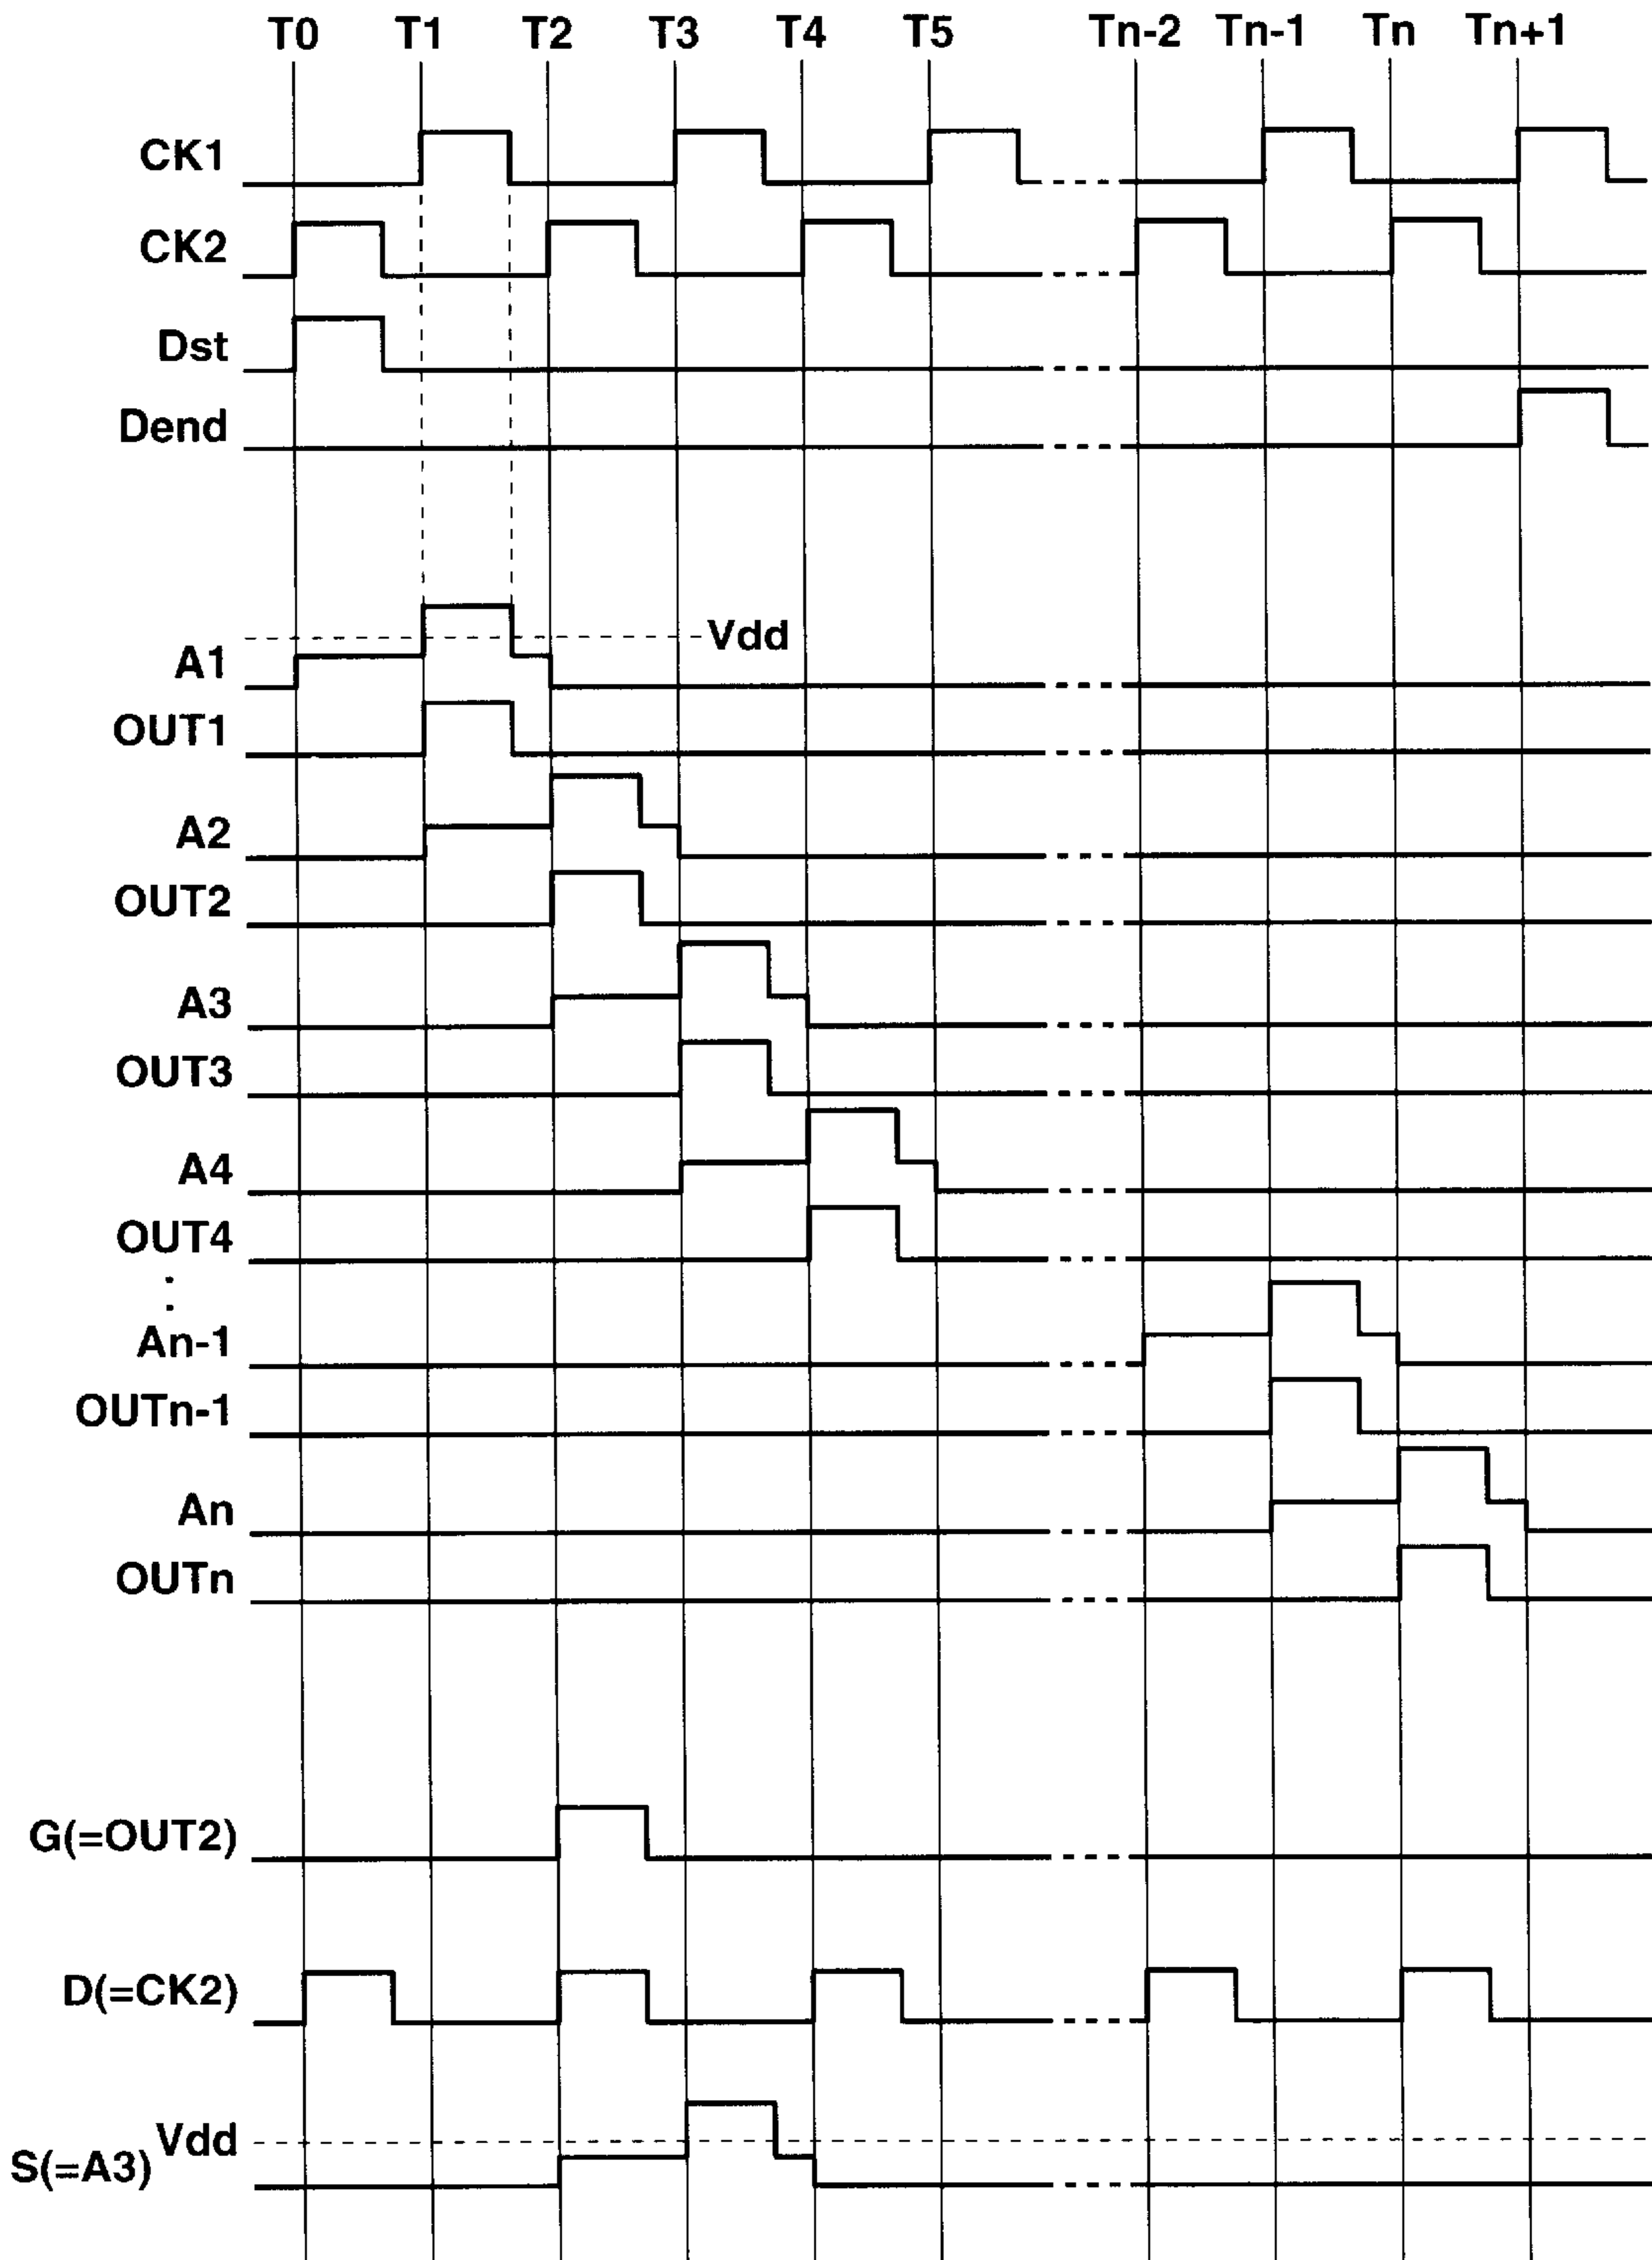 T0 T1 T2 T3 T4 T5 Tn-2 Tn-1 Tn Tn+1
CK1
CK2
Dst
Dend
Vdd
A1
OUT1
A2
OUT2
A3
OUT3
A4
OUT4
:
An-1
OUTn-1
An
OUTn
G(=OUT2)
D(=CK2)
Vdd
S(=A3)